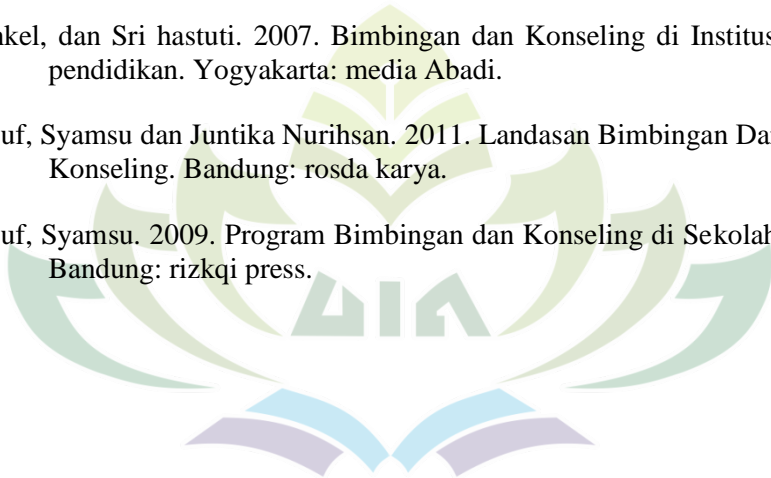 nkel, dan Sri hastuti. 2007. Bimbingan dan Konseling di Institus
pendidikan. Yogyakarta: media Abadi.
uf, Syamsu dan Juntika Nurihsan. 2011. Landasan Bimbingan Da
Konseling. Bandung: rosda karya.
uf, Syamsu. 2009. Program Bimbingan dan Konseling di Sekolah
Bandung: rizkqi press.
UIN